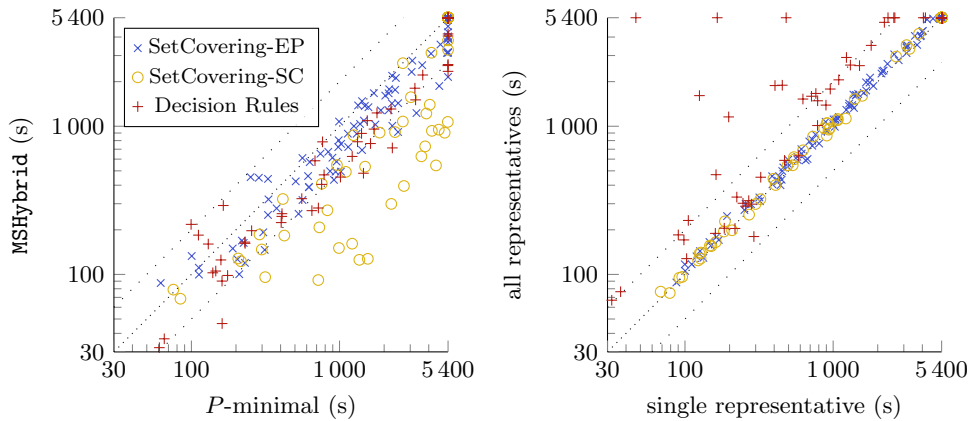 5 400
1 000
100
30
30
100
1 000
5 400
MSHybrid (s)
P-minimal (s)
SetCovering-EP
SetCovering-SC
Decision Rules
5 400
1 000
100
30
30
100
1 000
5 400
all representatives (s)
single representative (s)